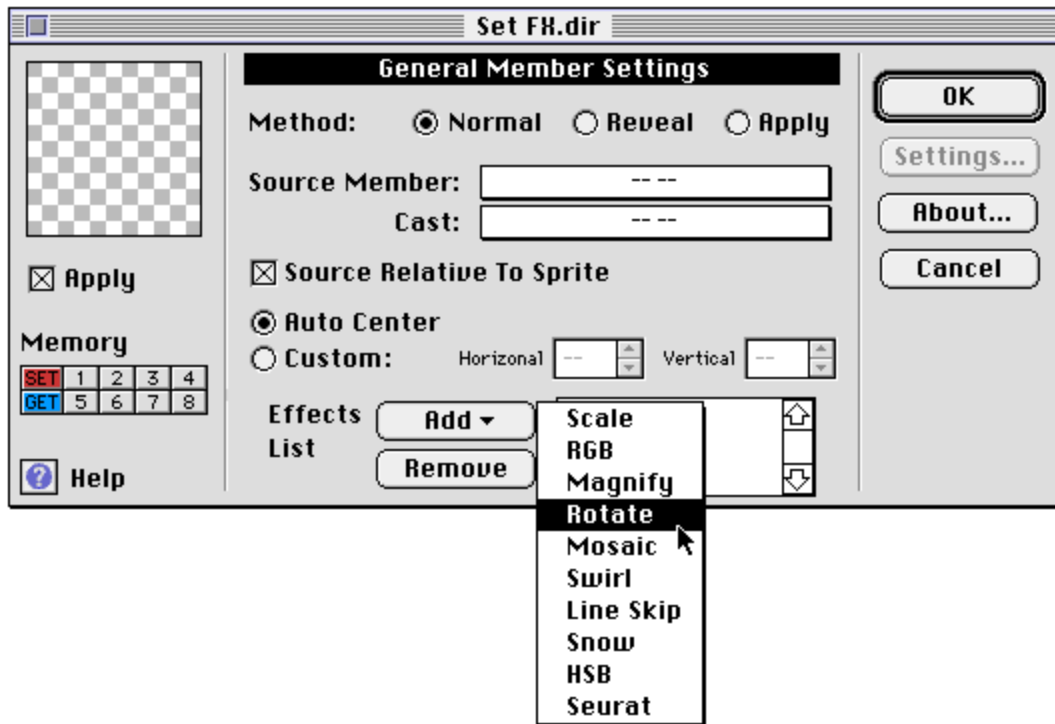 Set FX.dir
General Member Settings
Method: Normal Reveal Apply
Source Member: -- --
Cast: -- --
Source Relative To Sprite
Auto Center
Custom: Horizonal -- Vertical --
Effects List
Add
Remove
Scale
RGB
Magnify
Rotate
Mosaic
Swirl
Line Skip
Snow
HSB
Seurat
Apply
Memory
SET 1 2 3 4
GET 5 6 7 8
? Help
OK
Settings...
About...
Cancel